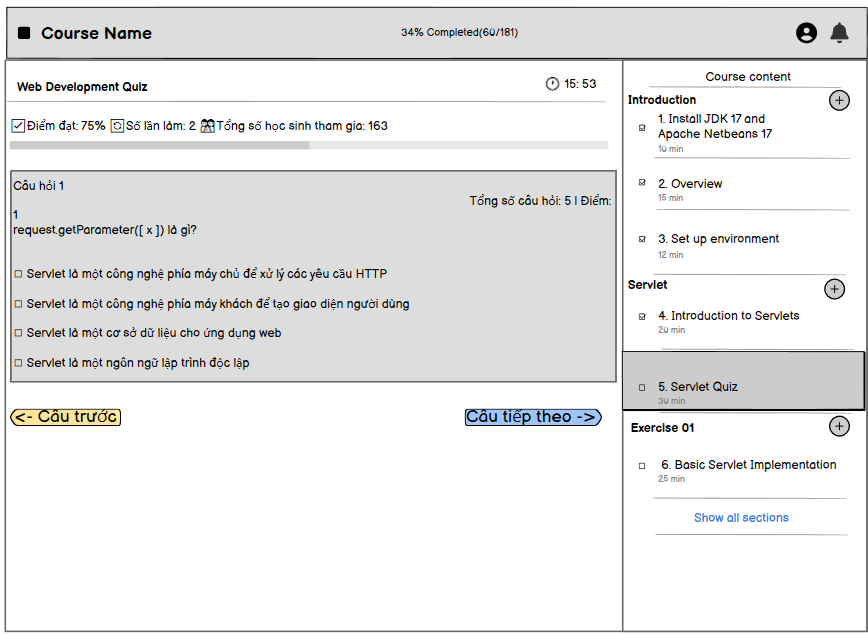 Course Name
34% Completed(60/181)
Web Development Quiz
15: 53
Điểm đạt: 75% Số lần làm: 2 Tổng số học sinh tham gia: 163
Câu hỏi 1
Tổng số câu hỏi: 5 | Điểm:
1
request.getParameter([ x ]) là gì?
Servlet là một công nghệ phía máy chủ để xử lý các yêu cầu HTTP
Servlet là một công nghệ phía máy khách để tạo giao diện người dùng
Servlet là một cơ sở dữ liệu cho ứng dụng web
Servlet là một ngôn ngữ lập trình độc lập
<- Câu trước
Câu tiếp theo ->
Course content
Introduction
1. Install JDK 17 and
Apache Netbeans 17
10 min
2. Overview
15 min
3. Set up environment
12 min
Servlet
4. Introduction to Servlets
20 min
5. Servlet Quiz
30 min
Exercise 01
6. Basic Servlet Implementation
25 min
Show all sections